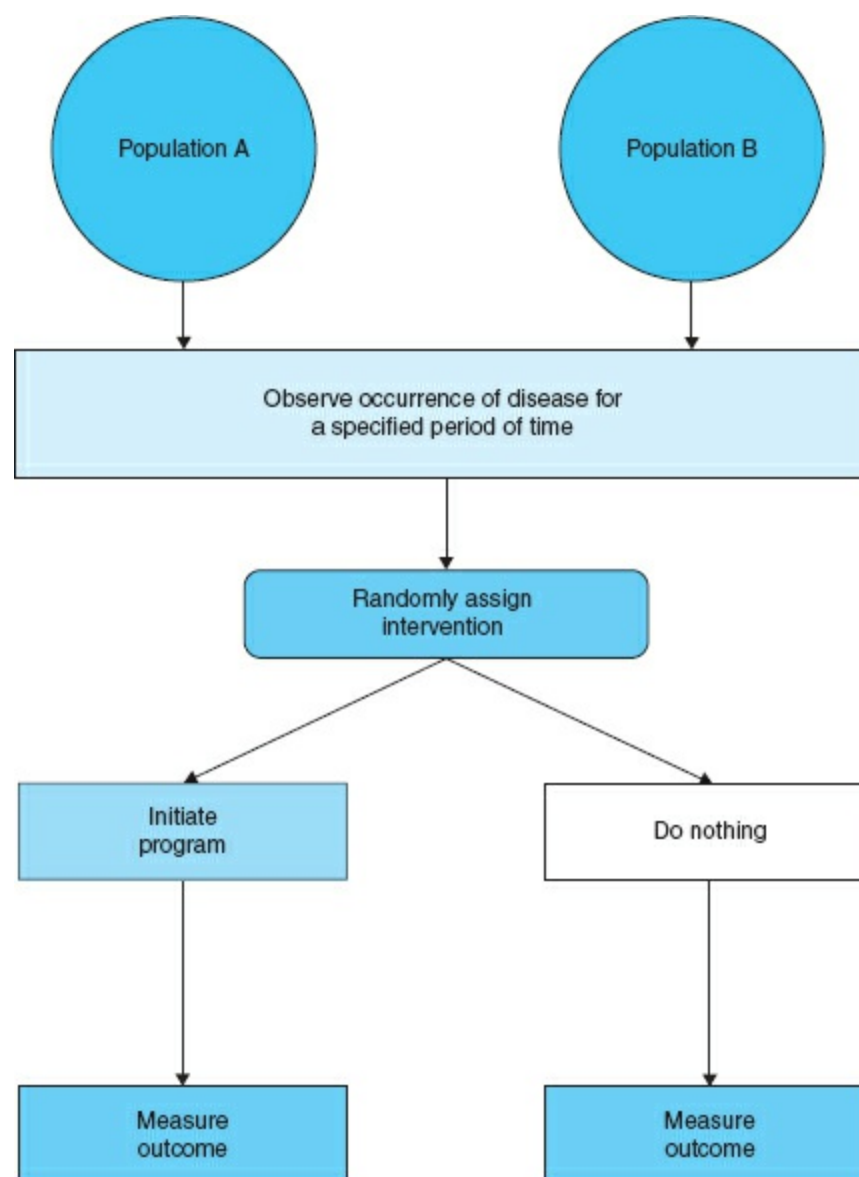 Population A
Population B
Observe occurrence of disease for
a specified period of time
Randomly assign
intervention
Initiate
program
Do nothing
Measure
outcome
Measure
outcome